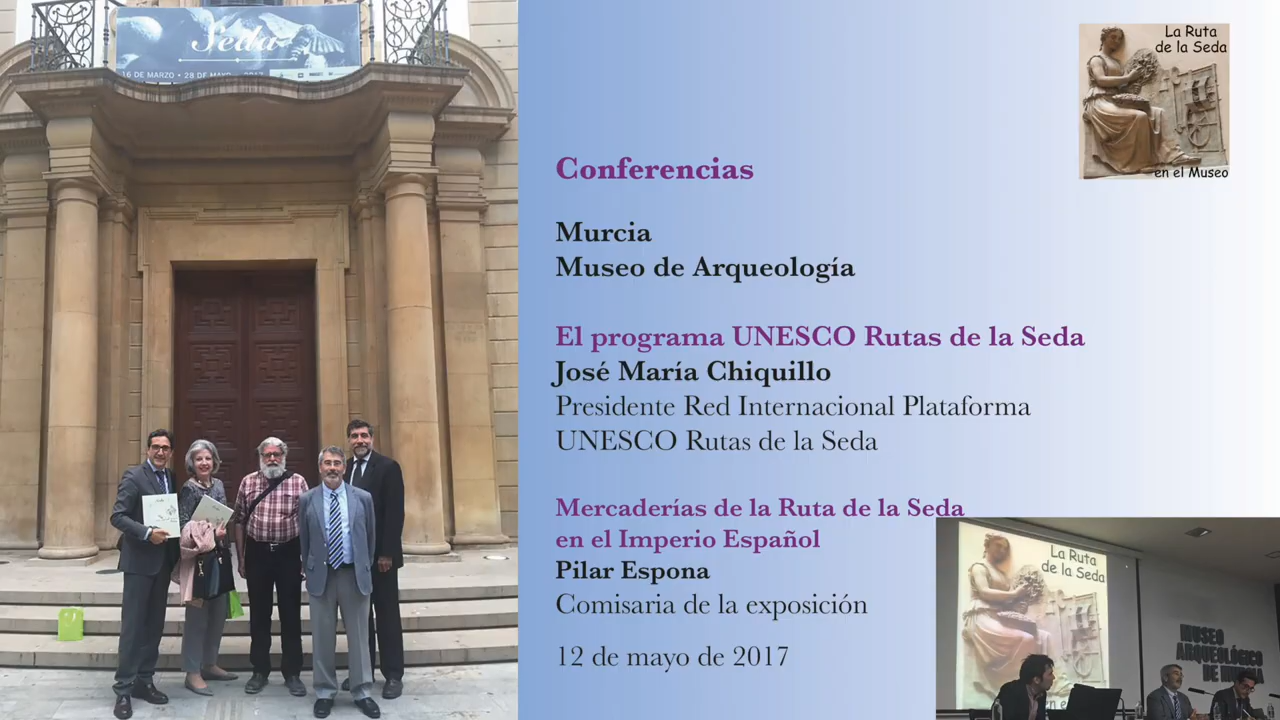 Seda
16 DE MARZO • 28 DE MAYO • 2017
La Ruta
de la Seda
en el Museo
Conferencias
Murcia
Museo de Arqueología
El programa UNESCO Rutas de la Seda
José María Chiquillo
Presidente Red Internacional Plataforma
UNESCO Rutas de la Seda
Mercaderías de la Ruta de la Seda
en el Imperio Español
Pilar Espona
Comisaria de la exposición
12 de mayo de 2017
La Ruta
de la Seda
MUSEO
ARQUEOLÓGICO
DE MURCIA